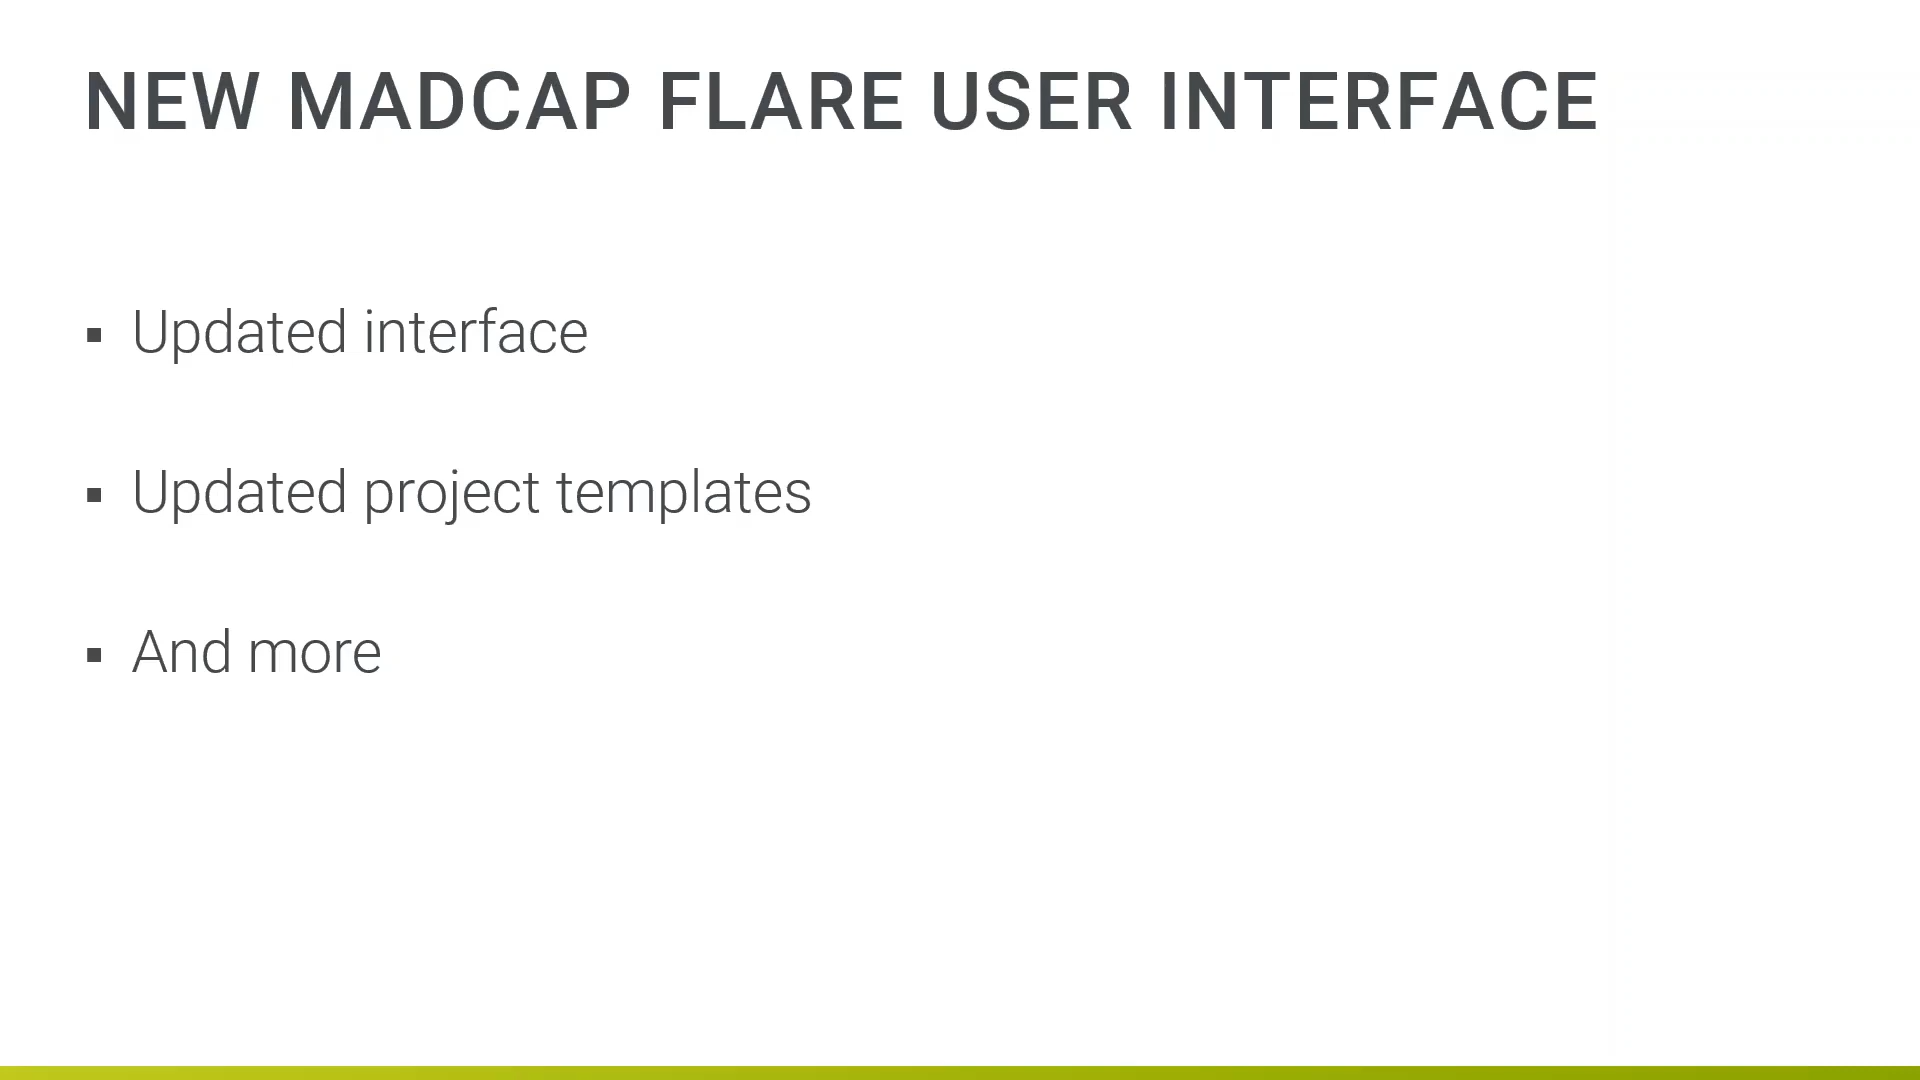 NEW MADCAP FLARE USER INTERFACE
▪ Updated interface
▪ Updated project templates
▪ And more